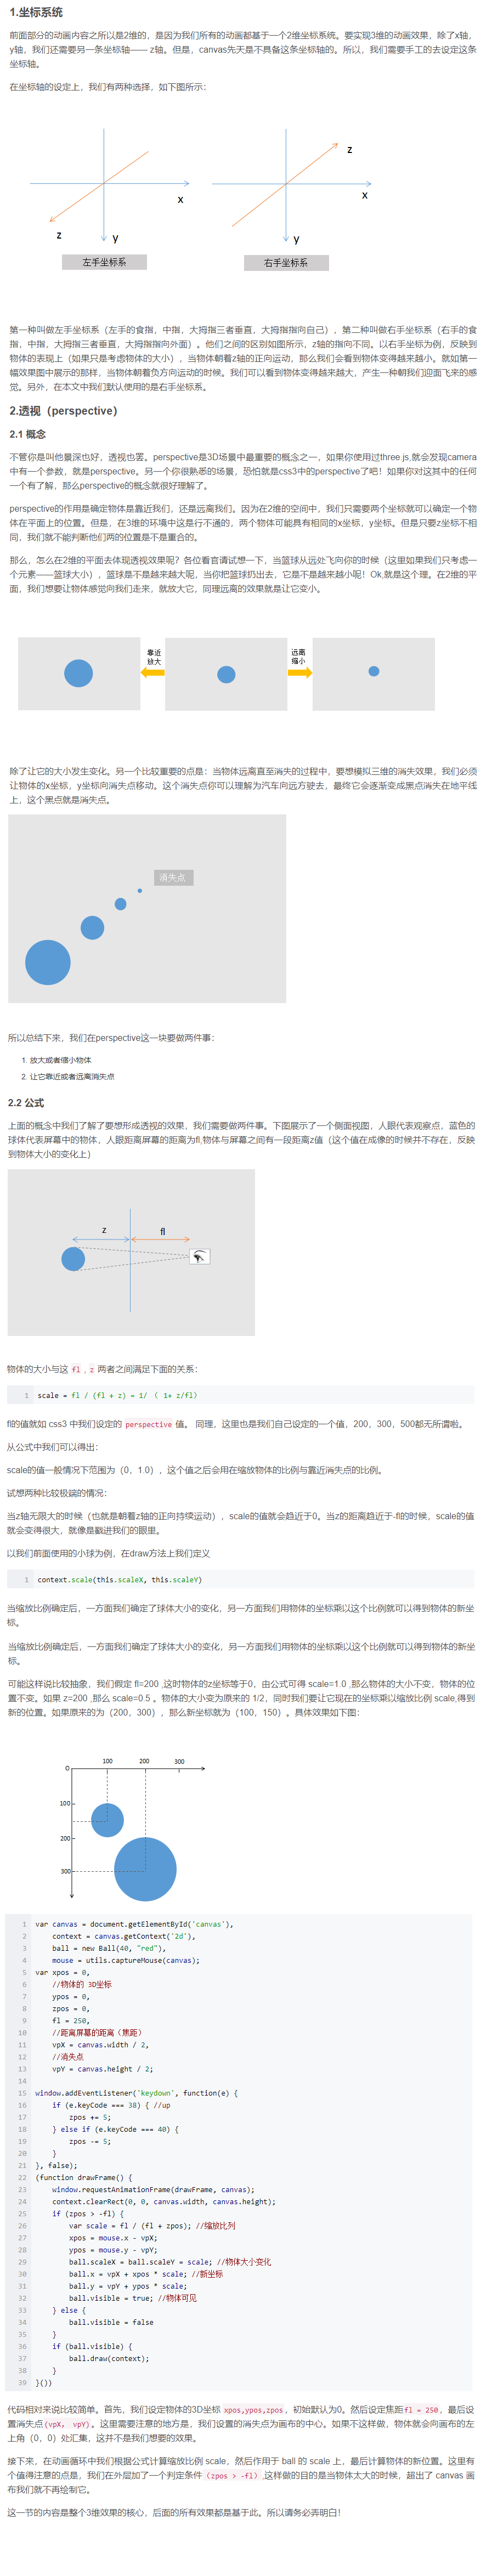 1.坐标系统
前面部分的动画内容之所以是2维的，是因为我们所有的动画都基于一个2维坐标系统。要实现3维的动画效果，除了x轴，
y轴，我们还需要另一条坐标轴—— z轴。但是，canvas先天是不具备这条坐标轴的。所以，我们需要手工的去设定这条
坐标轴。
在坐标轴的设定上，我们有两种选择，如下图所示：
z
x
x
z
y
y
左手坐标系
右手坐标系
第一种叫做左手坐标系（左手的食指，中指，大拇指三者垂直，大拇指指向自己），第二种叫做右手坐标系（右手的食
指，中指，大拇指三者垂直，大拇指指向外面）。他们之间的区别如图所示，z轴的指向不同。以右手坐标为例，反映到
物体的表现上（如果只是考虑物体的大小），当物体朝着z轴的正向运动，那么我们会看到物体变得越来越小。就如第一
幅效果图中展示的那样，当物体朝着负方向运动的时候。我们可以看到物体变得越来越大，产生一种朝我们迎面飞来的感
觉。另外，在本文中我们默认使用的是右手坐标系。
2.透视（perspective）
2.1 概念
不管你是叫他景深也好，透视也罢。perspective是3D场景中最重要的概念之一，如果你使用过three.js,就会发现camera
中有一个参数，就是perspective。另一个你很熟悉的场景，恐怕就是css3中的perspective了吧！如果你对这其中的任何
一个有了解，那么perspective的概念就很好理解了。
perspective的作用是确定物体是靠近我们，还是远离我们。因为在2维的空间中，我们只需要两个坐标就可以确定一个物
体在平面上的位置。但是，在3维的环境中这是行不通的，两个物体可能具有相同的x坐标，y坐标。但是只要z坐标不相
同，我们就不能判断他们两的位置是不是重合的。
那么，怎么在2维的平面去体现透视效果呢？各位看官请试想一下，当篮球从远处飞向你的时候（这里如果我们只考虑一
个元素——篮球大小），篮球是不是越来越大呢，当你把篮球扔出去，它是不是越来越小呢！Ok,就是这个理。在2维的平
面，我们想要让物体感觉向我们走来，就放大它，同理远离的效果就是让它变小。
靠近
放大
远离
缩小
除了让它的大小发生变化。另一个比较重要的点是：当物体远离直至消失的过程中，要想模拟三维的消失效果，我们必须
让物体的x坐标，y坐标向消失点移动。这个消失点你可以理解为汽车向远方驶去，最终它会逐渐变成黑点消失在地平线
上，这个黑点就是消失点。
消失点
所以总结下来，我们在perspective这一块要做两件事：
1. 放大或者缩小物体
2. 让它靠近或者远离消失点
2.2 公式
上面的概念中我们了解了要想形成透视的效果，我们需要做两件事。下图展示了一个侧面视图，人眼代表观察点，蓝色的
球体代表屏幕中的物体，人眼距离屏幕的距离为fl,物体与屏幕之间有一段距离z值（这个值在成像的时候并不存在，反映
到物体大小的变化上）
z
fl
物体的大小与这 fl , z 两者之间满足下面的关系：
1 scale = fl / (fl + z) = 1/ （ 1+ z/fl）
fl的值就如 css3 中我们设定的 perspective 值。 同理，这里也是我们自己设定的一个值，200，300，500都无所谓啦。
从公式中我们可以得出：
scale的值一般情况下范围为（0，1.0），这个值之后会用在缩放物体的比例与靠近消失点的比例。
试想两种比较极端的情况：
当z轴无限大的时候（也就是朝着z轴的正向持续运动），scale的值就会趋近于0。当z的距离趋近于-fl的时候，scale的值
就会变得很大，就像是戳进我们的眼里。
以我们前面使用的小球为例，在draw方法上我们定义
1 context.scale(this.scaleX, this.scaleY)
当缩放比例确定后，一方面我们确定了球体大小的变化，另一方面我们用物体的坐标乘以这个比例就可以得到物体的新坐
标。
当缩放比例确定后，一方面我们确定了球体大小的变化，另一方面我们用物体的坐标乘以这个比例就可以得到物体的新坐
标。
可能这样说比较抽象，我们假定 fl=200 ,这时物体的z坐标等于0，由公式可得 scale=1.0 ,那么物体的大小不变，物体的位
置不变。如果 z=200 ,那么 scale=0.5 。物体的大小变为原来的 1/2，同时我们要让它现在的坐标乘以缩放比例 scale,得到
新的位置。如果原来的为（200，300），那么新坐标就为（100，150）。具体效果如下图：
O 100 200 300
100
200
300
1 var canvas = document.getElementById('canvas'),
2 context = canvas.getContext('2d'),
3 ball = new Ball(40, "red"),
4 mouse = utils.captureMouse(canvas);
5 var xpos = 0,
6 //物体的 3D坐标
7 ypos = 0,
8 zpos = 0,
9 fl = 250,
10 //距离屏幕的距离（焦距）
11 vpX = canvas.width / 2,
12 //消失点
13 vpY = canvas.height / 2;
14
15 window.addEventListener('keydown', function(e) {
16 if (e.keyCode === 38) { //up
17 zpos += 5;
18 } else if (e.keyCode === 40) {
19 zpos -= 5;
20 }
21 }, false);
22 (function drawFrame() {
23 window.requestAnimationFrame(drawFrame, canvas);
24 context.clearRect(0, 0, canvas.width, canvas.height);
25 if (zpos > -fl) {
26 var scale = fl / (fl + zpos); //缩放比列
27 xpos = mouse.x - vpX;
28 ypos = mouse.y - vpY;
29 ball.scaleX = ball.scaleY = scale; //物体大小变化
30 ball.x = vpX + xpos * scale; //新坐标
31 ball.y = vpY + ypos * scale;
32 ball.visible = true; //物体可见
33 } else {
34 ball.visible = false
35 }
36 if (ball.visible) {
37 ball.draw(context);
38 }
39 }())
代码相对来说比较简单。首先，我们设定物体的3D坐标 xpos,ypos,zpos，初始默认为0。然后设定焦距fl = 250，最后设
置消失点(vpX， vpY)。这里需要注意的地方是，我们设置的消失点为画布的中心。如果不这样做，物体就会向画布的左
上角（0，0）处汇集，这并不是我们想要的效果。
接下来，在动画循环中我们根据公式计算缩放比例 scale，然后作用于 ball 的 scale 上，最后计算物体的新位置。这里有
个值得注意的点是，我们在外层加了一个判断条件（zpos > -fl）,这样做的目的是当物体太大的时候，超出了 canvas 画
布我们就不再绘制它。
这一节的内容是整个3维效果的核心，后面的所有效果都是基于此。所以请务必弄明白！